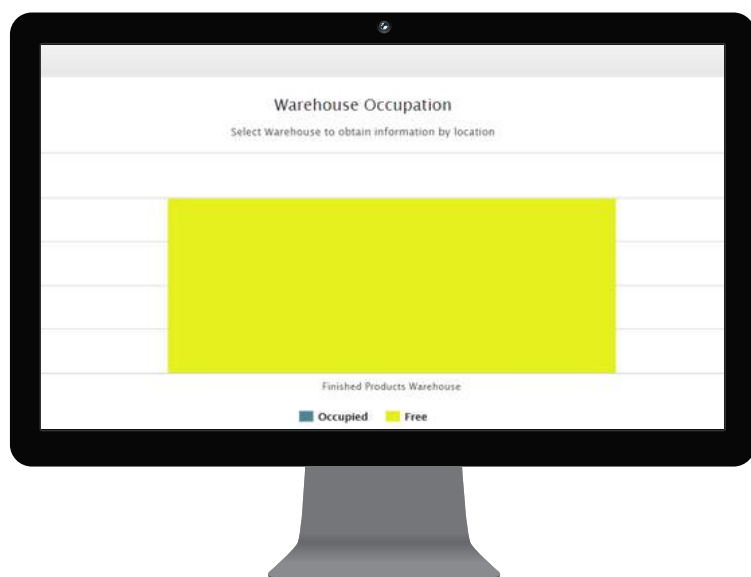 Warehouse Occupation
Select Warehouse to obtain information by location
Finished Products Warehouse
Occupied Free